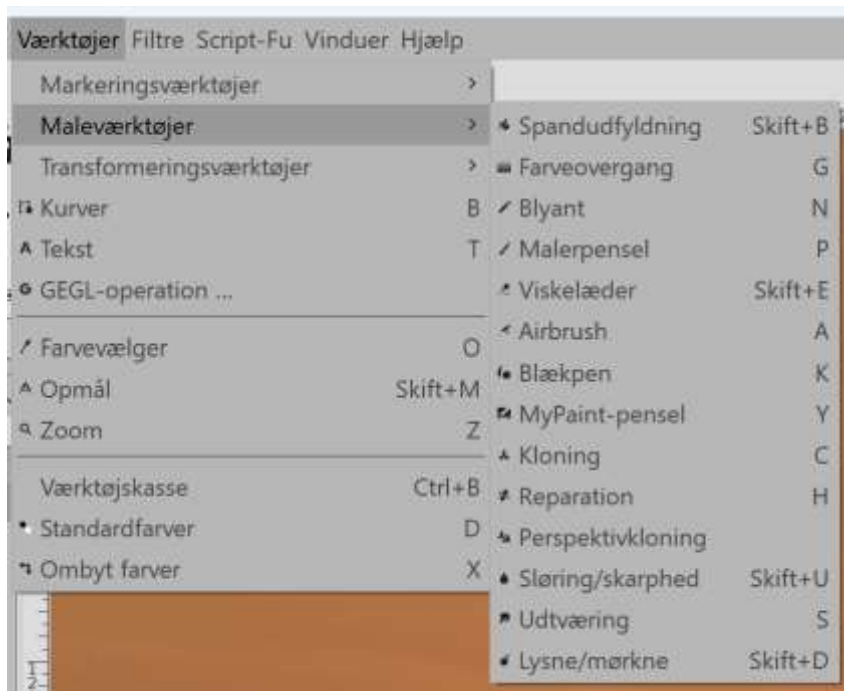 Værktøjer Filtre Script-Fu Vinduer Hjælp
Markeringsværktøjer
Maleværktøjer
Transformeringsværktøjer
Kurver B
Tekst T
GEGL-operation ...
Farvevælger O
Opmål Skift+M
Zoom Z
Værktøjskasse Ctrl+B
Standardfarver D
Ombyt farver X
Spandudfyldning Skift+B
Farveovergang G
Blyant N
Malerpensel P
Viskelæder Skift+E
Airbrush A
Blækpen K
MyPaint-pensel Y
Kloning C
Reparation H
Perspektivkloning
Sløring/skarphed Skift+U
Udtværing S
Lysne/mørkne Skift+D